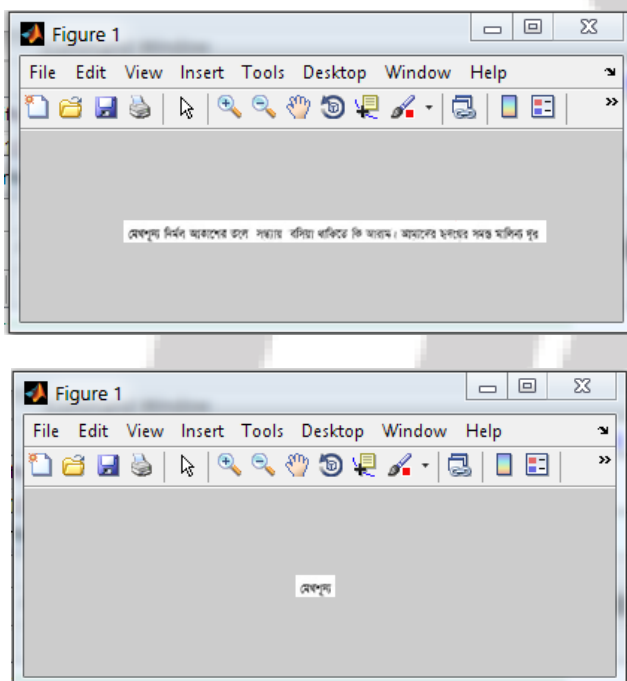 Figure 1
File Edit View Insert Tools Desktop Window Help
মেঘশূন্য নির্মল আকাশের তলে সন্ধ্যায় বসিয়া থাকিতে কি আরাম। আমাদের হৃদয়ের সমস্ত মালিন্য দূর
Figure 1
File Edit View Insert Tools Desktop Window Help
মেঘশূন্য